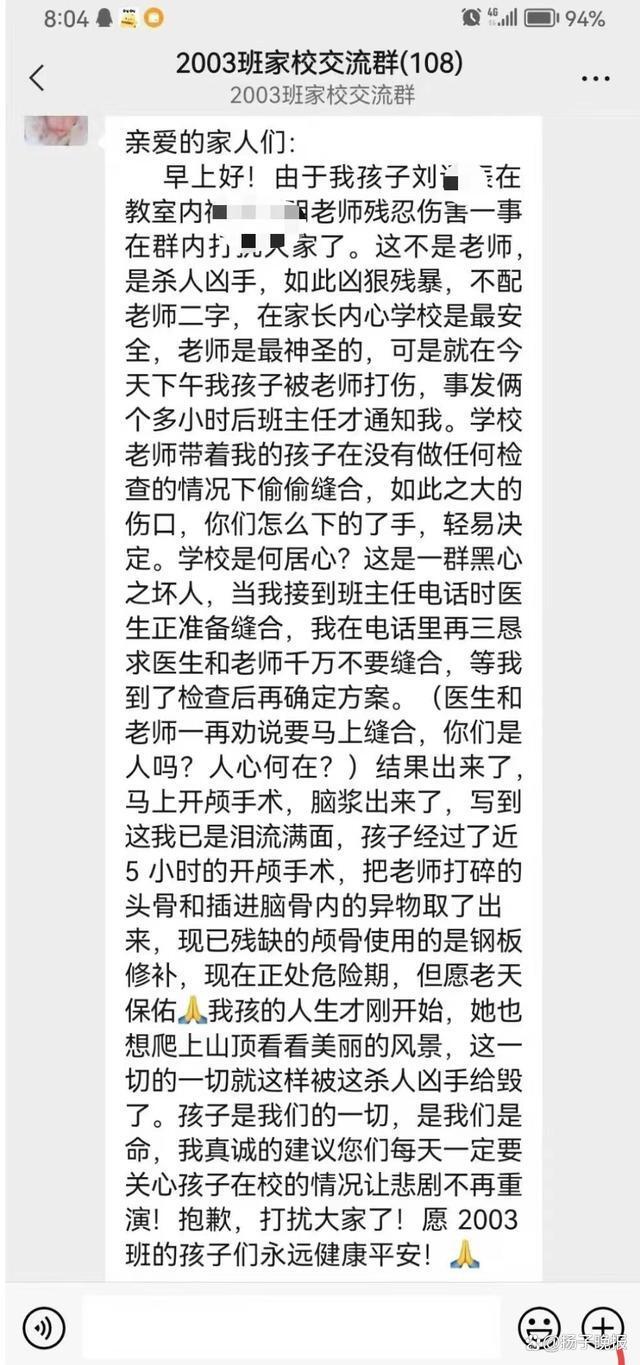 8:04 4G 94%
2003班家校交流群(108)
2003班家校交流群
亲爱的家人们：
早上好！由于我孩子刘 在
教室内 老师残忍伤害一事
在群内打扰大家了。这不是老师，
是杀人凶手，如此凶狠残暴，不配
老师二字，在家长内心学校是最安
全，老师是最神圣的，可是就在今
天下午我孩子被老师打伤，事发俩
个多小时后班主任才通知我。学校
老师带着我的孩子在没有做任何检
查的情况下偷偷缝合，如此之大的
伤口，你们怎么下的了手，轻易决
定。学校是何居心？这是一群黑心
之坏人，当我接到班主任电话时医
生正准备缝合，我在电话里再三恳
求医生和老师千万不要缝合，等我
到了检查后再确定方案。（医生和
老师一再劝说要马上缝合，你们是
人吗？人心何在？）结果出来了，
马上开颅手术，脑浆出来了，写到
这我已是泪流满面，孩子经过了近
5 小时的开颅手术，把老师打碎的
头骨和插进脑骨内的异物取了出
来，现已残缺的颅骨使用的是钢板
修补，现在正处危险期，但愿老天
保佑🙏我孩的人生才刚开始，她也
想爬上山顶看看美丽的风景，这一
切的一切就这样被这杀人凶手给毁
了。孩子是我们的一切，是我们是
命，我真诚的建议您们每天一定要
关心孩子在校的情况让悲剧不再重
演！抱歉，打扰大家了！愿 2003
班的孩子们永远健康平安！🙏
@扬子晚报